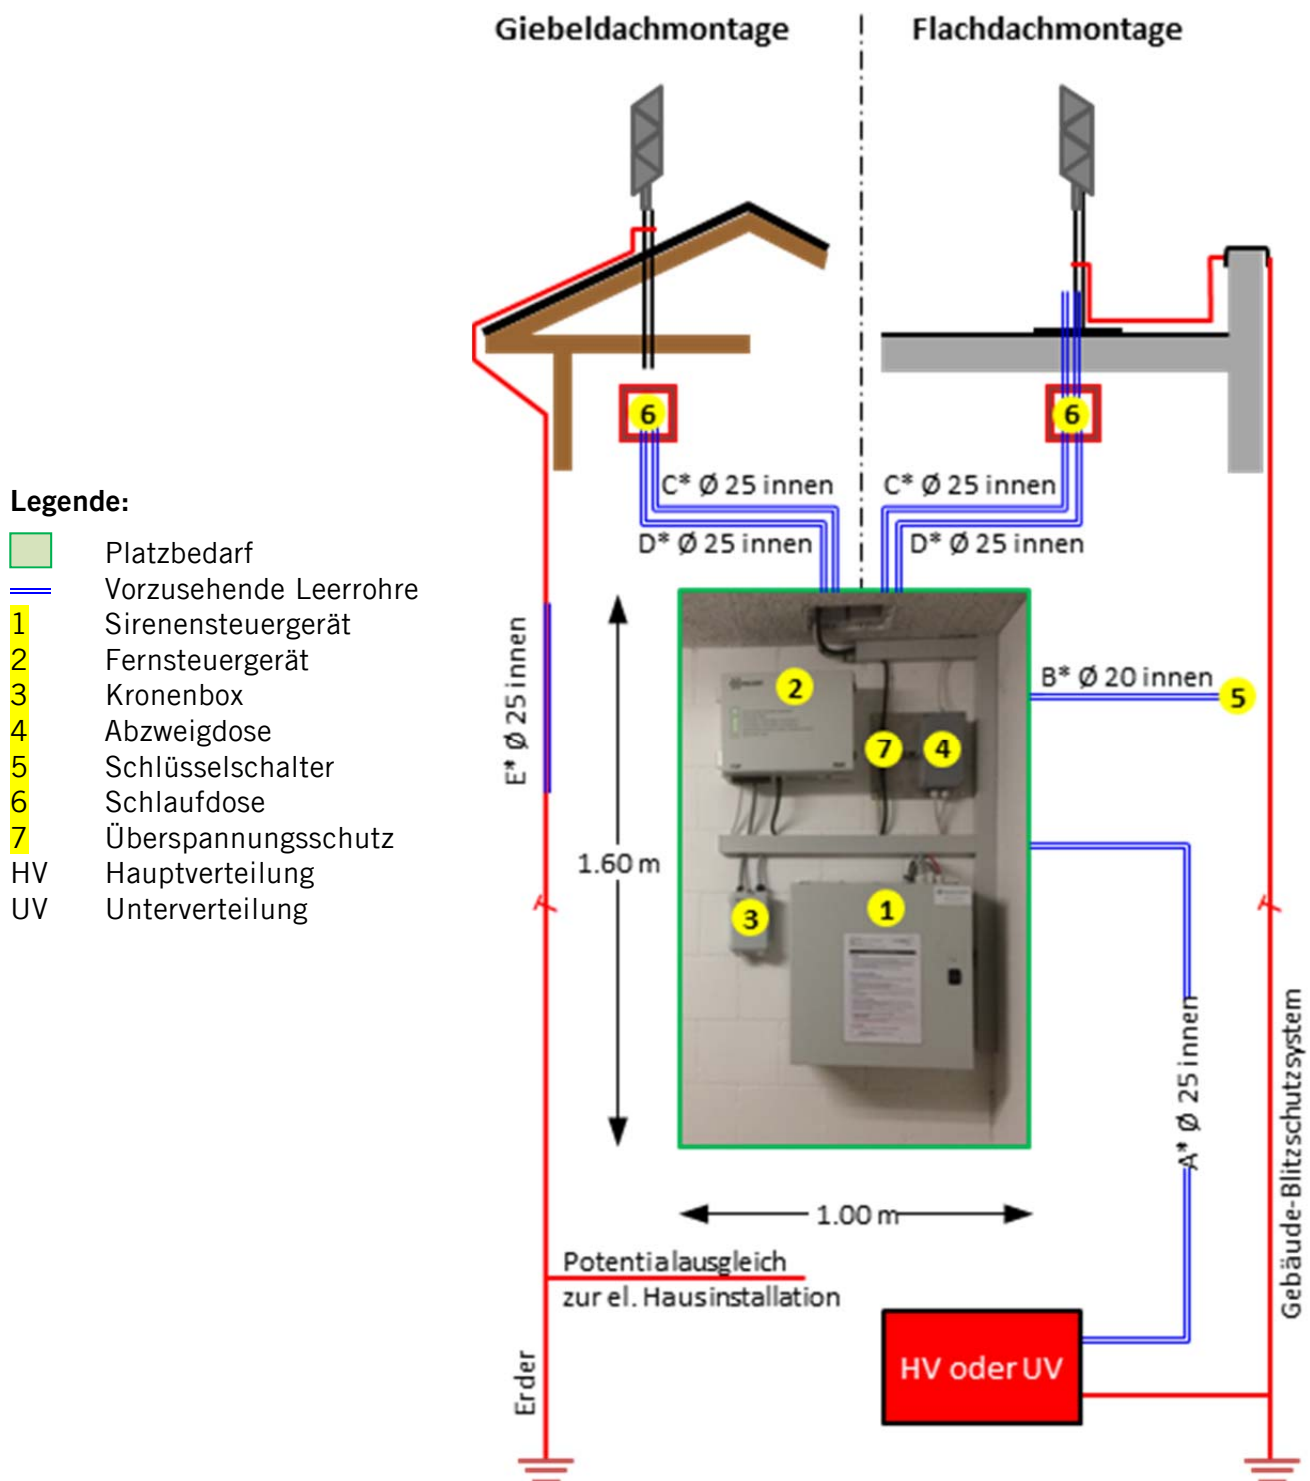 Giebeldachmontage
Flachdachmontage
6
6
C* Ø 25 innen
C* Ø 25 innen
D* Ø 25 innen
D* Ø 25 innen
Legende:
Platzbedarf
Vorzusehende Leerrohre
1 Sirenensteuergerät
2 Fernsteuergerät
3 Kronenbox
4 Abzweigdose
5 Schlüsselschalter
6 Schlaufdose
7 Überspannungsschutz
HV Hauptverteilung
UV Unterverteilung
E* Ø 25 innen
1.60 m
2
7
4
3
1
B* Ø 20 innen
5
A* Ø 25 innen
Gebäude-Blitzschutzsystem
1.00 m
Potentialausgleich
zur el. Hausinstallation
Erder
HV oder UV